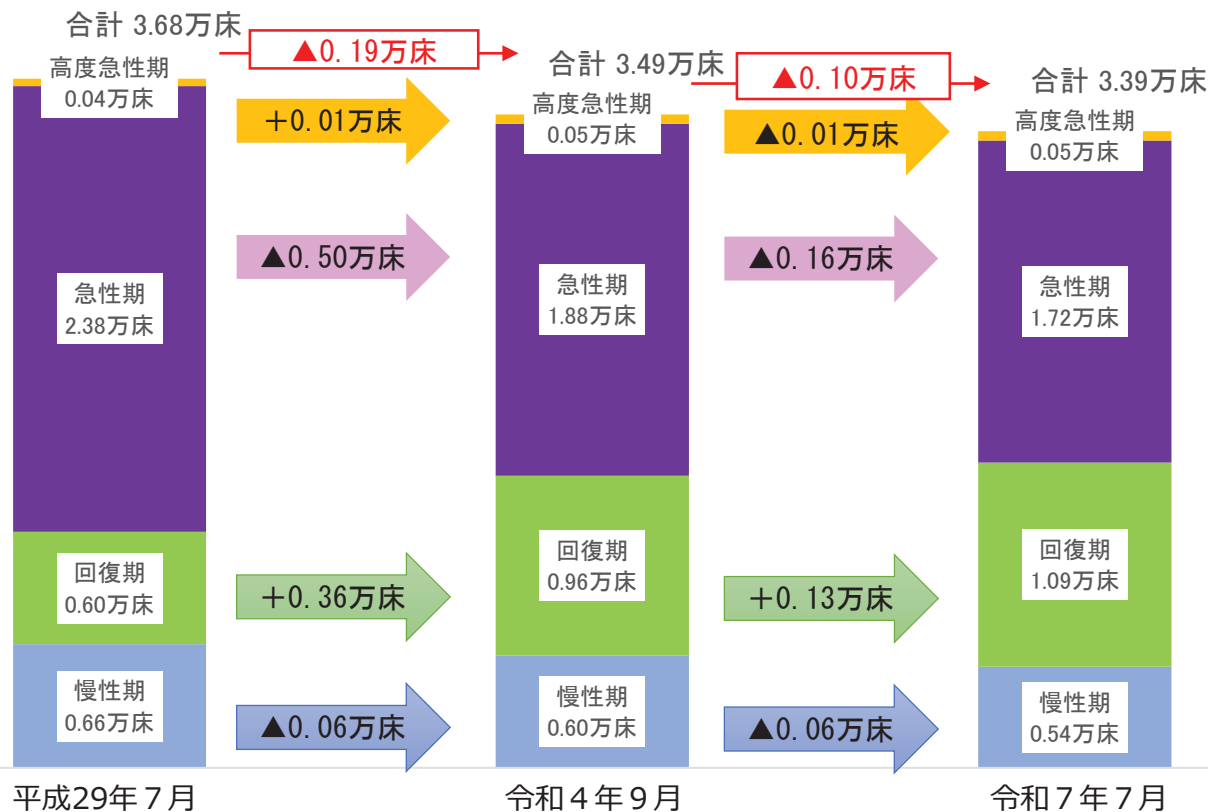 合計 3.68万床
▲0.19万床
合計 3.49万床
▲0.10万床
合計 3.39万床
高度急性期
0.04万床
+0.01万床
高度急性期
0.05万床
▲0.01万床
高度急性期
0.05万床
急性期
2.38万床
▲0.50万床
急性期
1.88万床
▲0.16万床
急性期
1.72万床
回復期
0.60万床
+0.36万床
回復期
0.96万床
+0.13万床
回復期
1.09万床
慢性期
0.66万床
▲0.06万床
慢性期
0.60万床
▲0.06万床
慢性期
0.54万床
平成29年7月
令和4年9月
令和7年7月